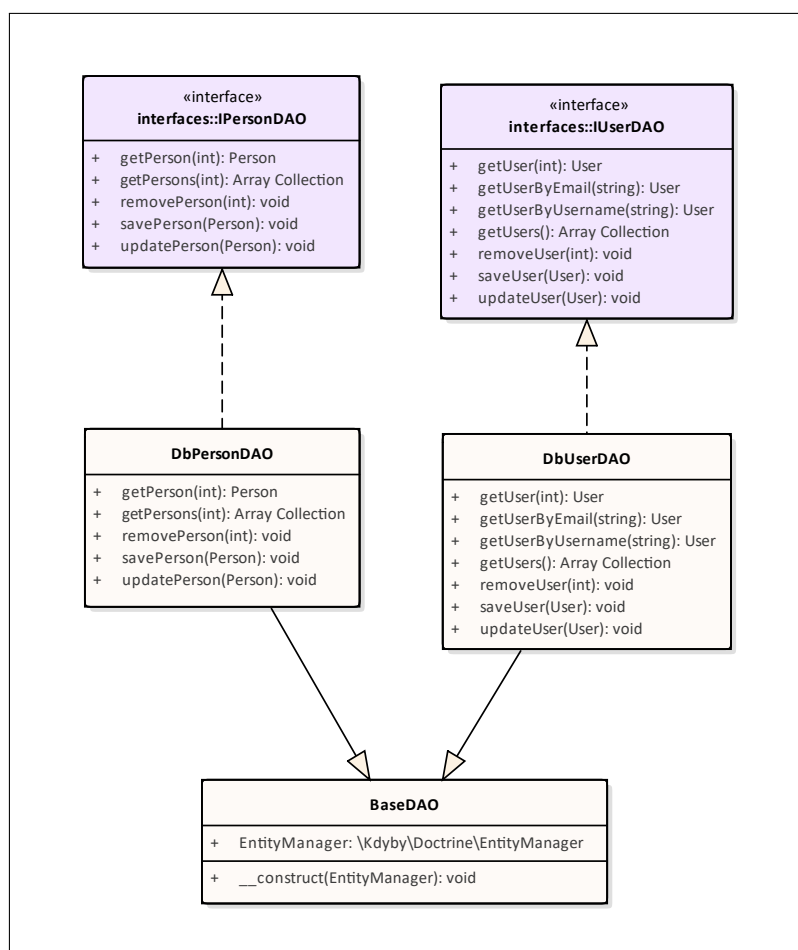 «interface»
interfaces::IPersonDAO
+ getPerson(int): Person
+ getPersons(int): Array Collection
+ removePerson(int): void
+ savePerson(Person): void
+ updatePerson(Person): void
«interface»
interfaces::IUserDAO
+ getUser(int): User
+ getUserByEmail(string): User
+ getUserByUsername(string): User
+ getUsers(): Array Collection
+ removeUser(int): void
+ saveUser(User): void
+ updateUser(User): void
DbPersonDAO
+ getPerson(int): Person
+ getPersons(int): Array Collection
+ removePerson(int): void
+ savePerson(Person): void
+ updatePerson(Person): void
DbUserDAO
+ getUser(int): User
+ getUserByEmail(string): User
+ getUserByUsername(string): User
+ getUsers(): Array Collection
+ removeUser(int): void
+ saveUser(User): void
+ updateUser(User): void
BaseDAO
+ EntityManager: \Kdyby\Doctrine\EntityManager
+ __construct(EntityManager): void